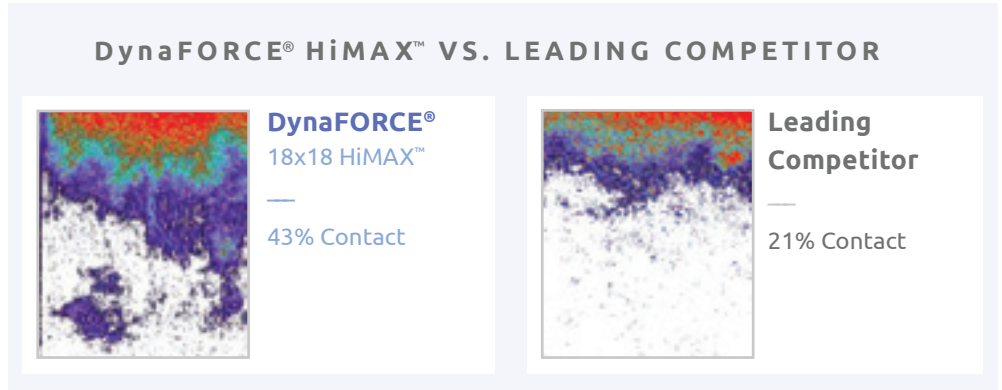 DynaFORCE® HiMAX™ VS. LEADING COMPETITOR
DynaFORCE®
18x18 HiMAX™
43% Contact
Leading
Competitor
21% Contact